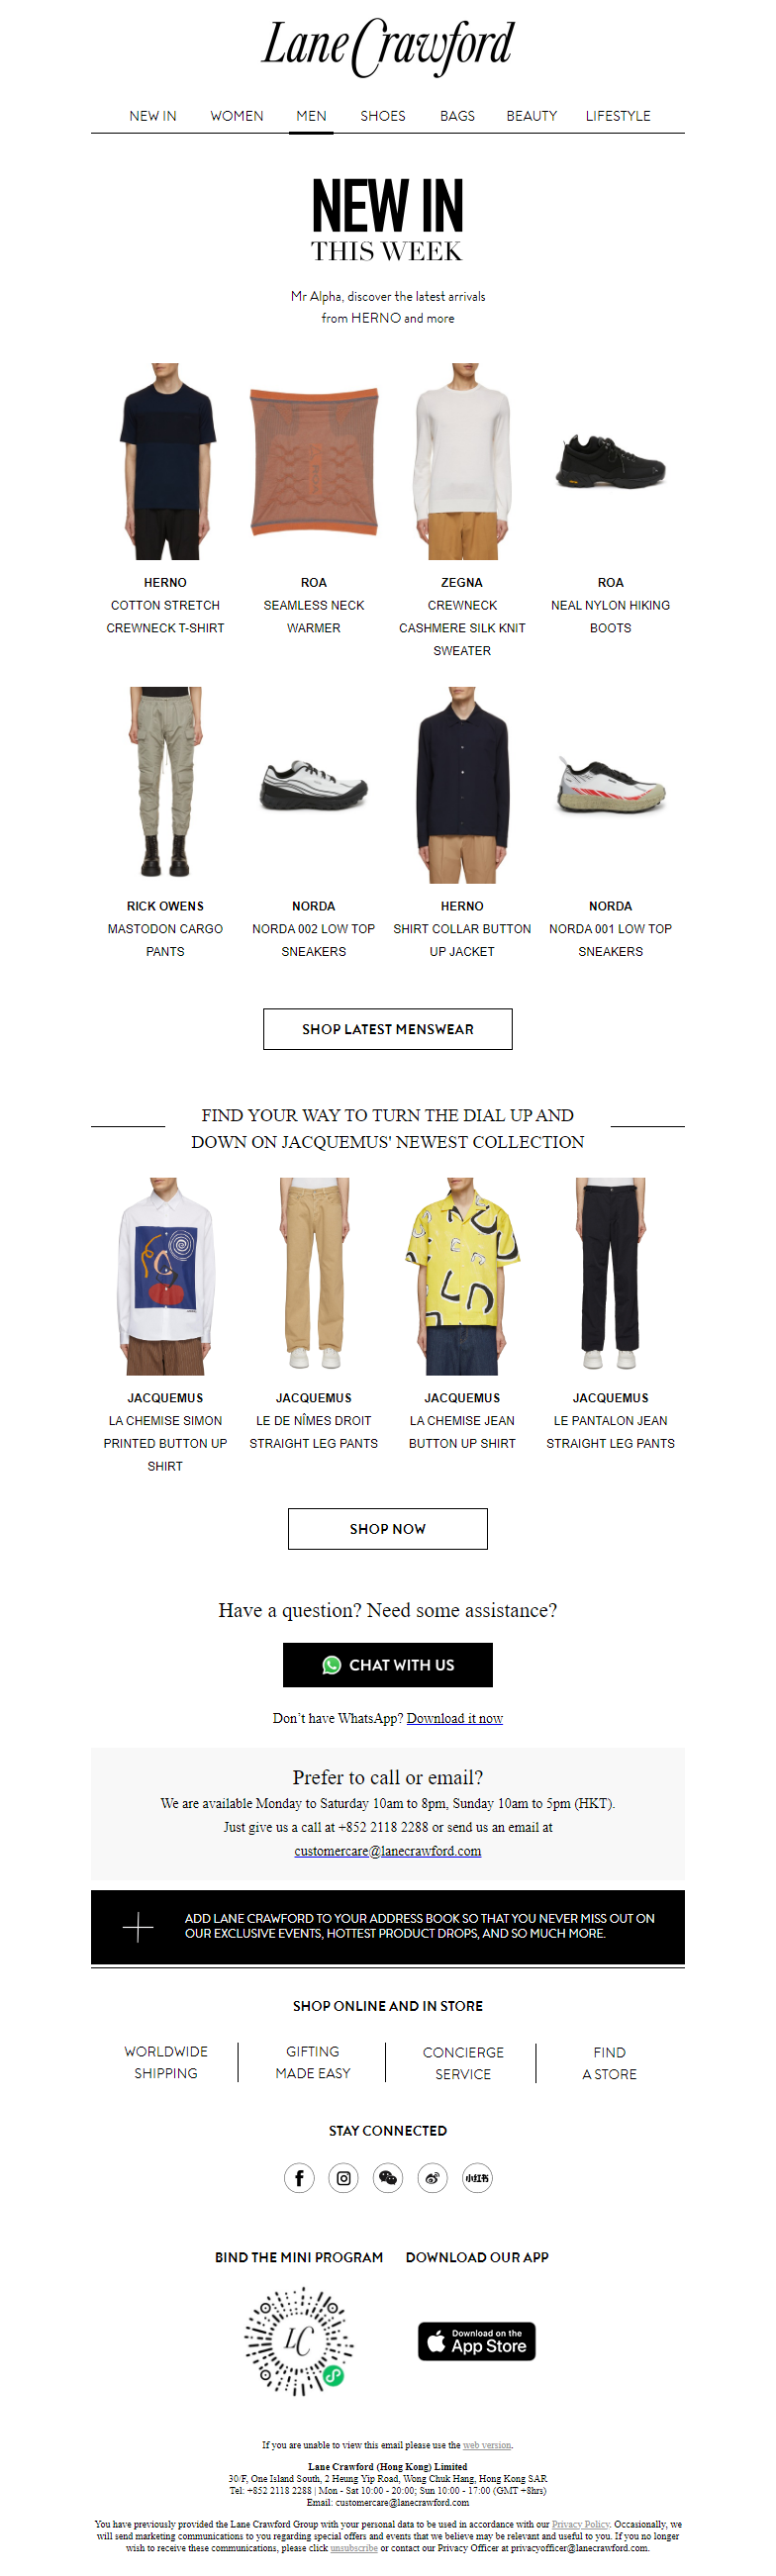 Lane Crawford
NEW IN WOMEN MEN SHOES BAGS BEAUTY LIFESTYLE
NEW IN
THIS WEEK
Mr Alpha, discover the latest arrivals
from HERNO and more
HERNO
COTTON STRETCH
CREWNECK T-SHIRT
ROA
SEAMLESS NECK
WARMER
ZEGNA
CREWNECK
CASHMERE SILK KNIT
SWEATER
ROA
NEAL NYLON HIKING
BOOTS
RICK OWENS
MASTODON CARGO
PANTS
NORDA
NORDA 002 LOW TOP
SNEAKERS
HERNO
SHIRT COLLAR BUTTON
UP JACKET
NORDA
NORDA 001 LOW TOP
SNEAKERS
SHOP LATEST MENSWEAR
FIND YOUR WAY TO TURN THE DIAL UP AND
DOWN ON JACQUEMUS' NEWEST COLLECTION
JACQUEMUS
LA CHEMISE SIMON
PRINTED BUTTON UP
SHIRT
JACQUEMUS
LE DE NÎMES DROIT
STRAIGHT LEG PANTS
JACQUEMUS
LA CHEMISE JEAN
BUTTON UP SHIRT
JACQUEMUS
LE PANTALON JEAN
STRAIGHT LEG PANTS
SHOP NOW
Have a question? Need some assistance?
CHAT WITH US
Don’t have WhatsApp? Download it now
Prefer to call or email?
We are available Monday to Saturday 10am to 8pm, Sunday 10am to 5pm (HKT).
Just give us a call at +852 2118 2288 or send us an email at
customercare@lanecrawford.com
ADD LANE CRAWFORD TO YOUR ADDRESS BOOK SO THAT YOU NEVER MISS OUT ON
OUR EXCLUSIVE EVENTS, HOTTEST PRODUCT DROPS, AND SO MUCH MORE.
SHOP ONLINE AND IN STORE
WORLDWIDE
SHIPPING
GIFTING
MADE EASY
CONCIERGE
SERVICE
FIND
A STORE
STAY CONNECTED
小红书
BIND THE MINI PROGRAM
DOWNLOAD OUR APP
LC
Download on the
App Store
If you are unable to view this email please use the web version.
Lane Crawford (Hong Kong) Limited
30/F, One Island South, 2 Heung Yip Road, Wong Chuk Hang, Hong Kong SAR
Tel: +852 2118 2288 | Mon - Sat 10:00 - 20:00; Sun 10:00 - 17:00 (GMT +8hrs)
Email: customercare@lanecrawford.com
You have previously provided the Lane Crawford Group with your personal data to be used in accordance with our Privacy Policy. Occasionally, we
will send marketing communications to you regarding special offers and events that we believe may be relevant and useful to you. If you no longer
wish to receive these communications, please click unsubscribe or contact our Privacy Officer at privacyofficer@lanecrawford.com.